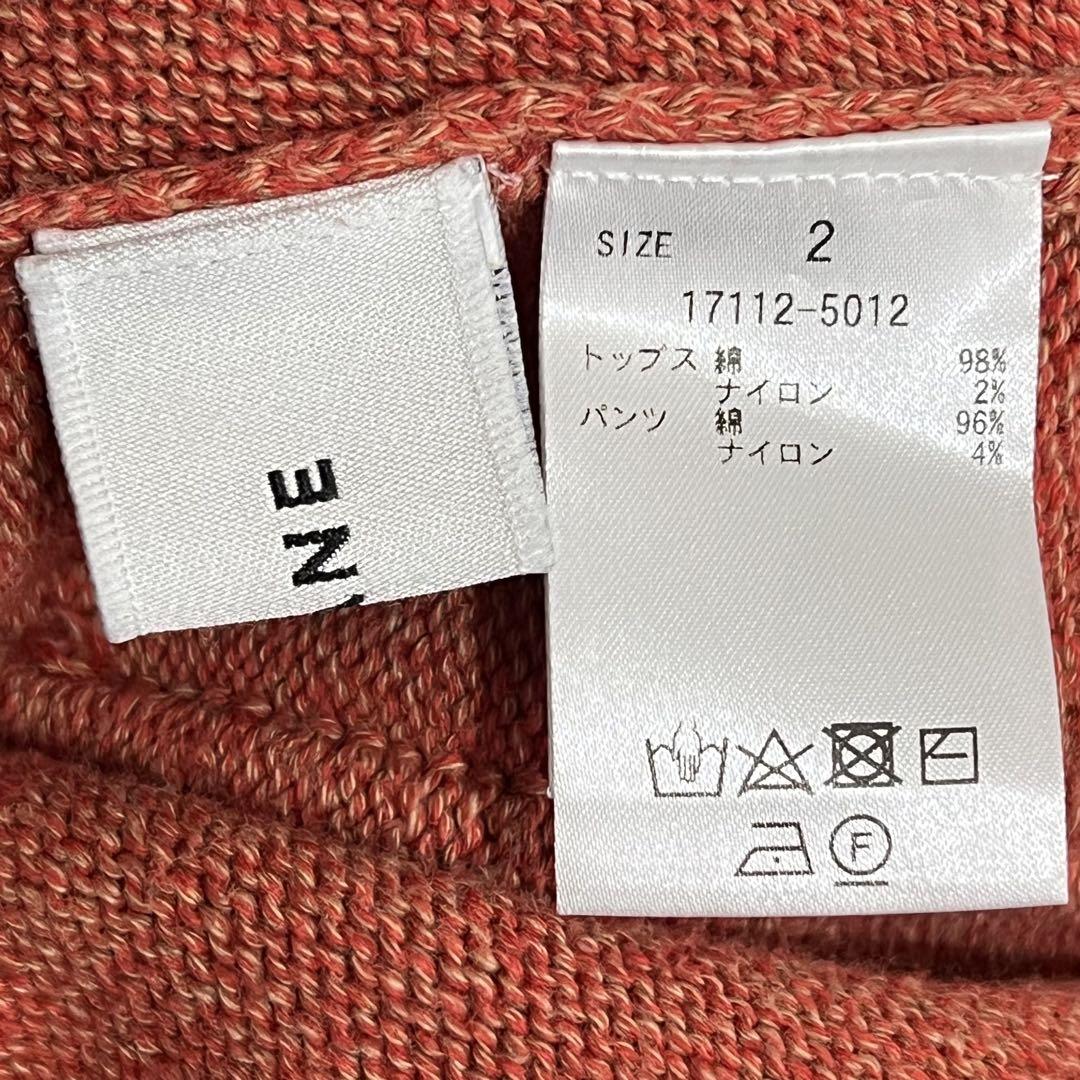 NE
SIZE 2
17112-5012
トップス 綿 98%
ナイロン 2%
パンツ 綿 96%
ナイロン 4%
F